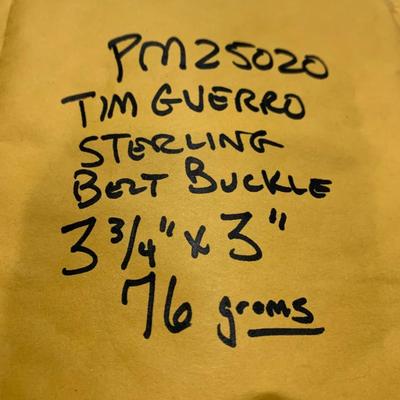 PM25020
TIM GUERRO
STERLING
BELT BUCKLE
3 3/4" x 3"
76 grams